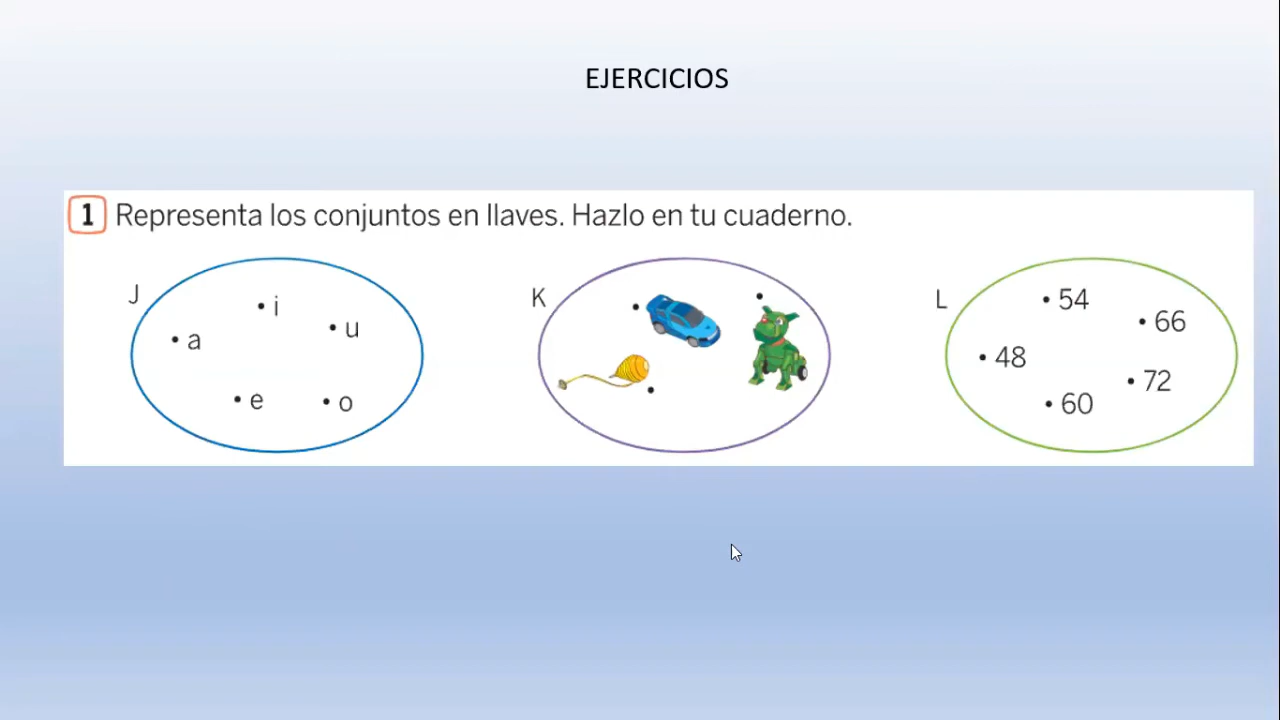 EJERCICIOS
1 Representa los conjuntos en llaves. Hazlo en tu cuaderno.
J
• i
• u
• a
• e
• o
K
•
•
•
L
• 54
• 66
• 48
• 72
• 60